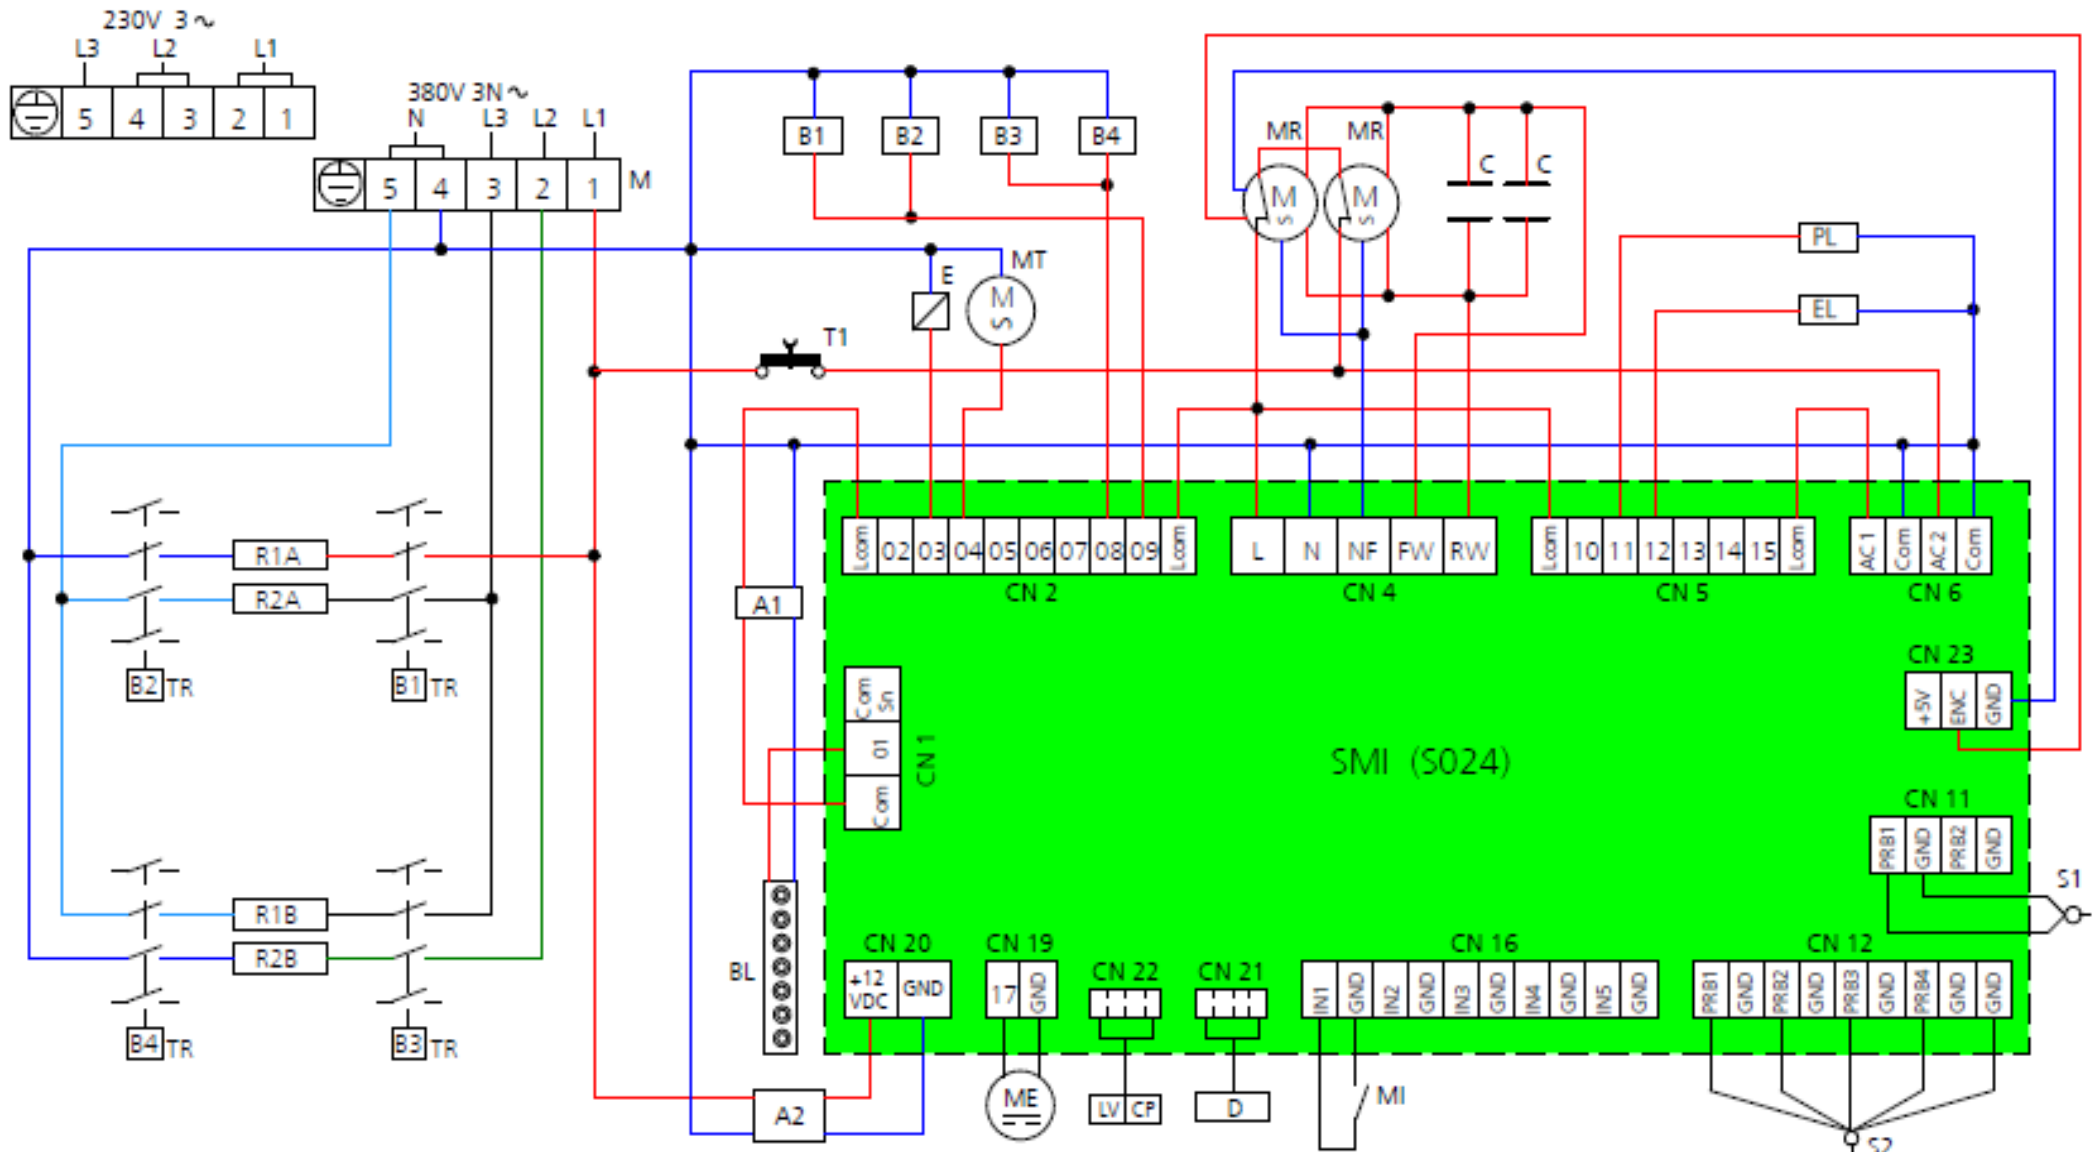 230V 3∿
L3 L2 L1
5 4 3 2 1
380V 3N∿
N L3 L2 L1
5 4 3 2 1 M
B1 B2 B3 B4
MR MR
M M
C C
PL
EL
E MT
M
T1
Lcom 02 03 04 05 06 07 08 09 Lcom
CN 2
L N NF FW RW
CN 4
Lcom 10 11 12 13 14 15 Lcom
CN 5
AC 1 Com AC 2 Com
CN 6
R1A
R2A
A1
B2 TR B1 TR
Com Sn
01
Com
CN 1
SMI (S024)
CN 23
+5V ENC GND
CN 11
PRB1 GND PRB2 GND
S1
R1B
R2B
B4 TR B3 TR
BL
CN 20
+12 VDC GND
CN 19
17 GND
CN 22
CN 21
CN 16
IN1 GND IN2 GND IN3 GND IN4 GND IN5 GND
CN 12
PRB1 GND PRB2 GND PRB3 GND PRB4 GND GND
A2
ME
LV CP
D
MI
S2